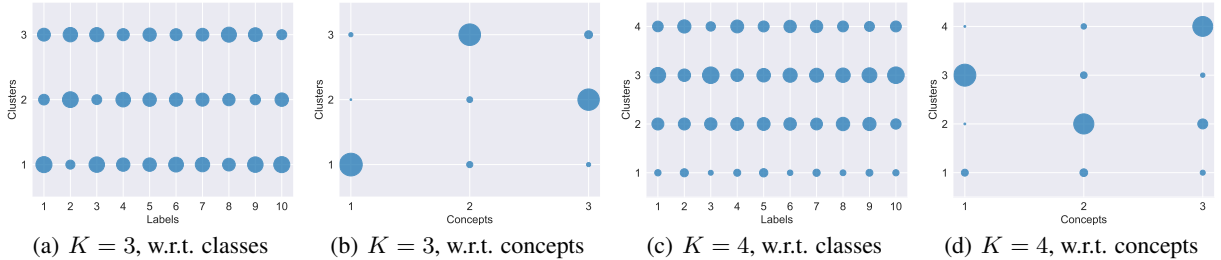 Clusters
3
2
1
1 2 3 4 5 6 7 8 9 10
Labels
(a) K = 3, w.r.t. classes
Clusters
3
2
1
1 2 3
Concepts
(b) K = 3, w.r.t. concepts
Clusters
4
3
2
1
1 2 3 4 5 6 7 8 9 10
Labels
(c) K = 4, w.r.t. classes
Clusters
4
3
2
1
1 2 3
Concepts
(d) K = 4, w.r.t. concepts